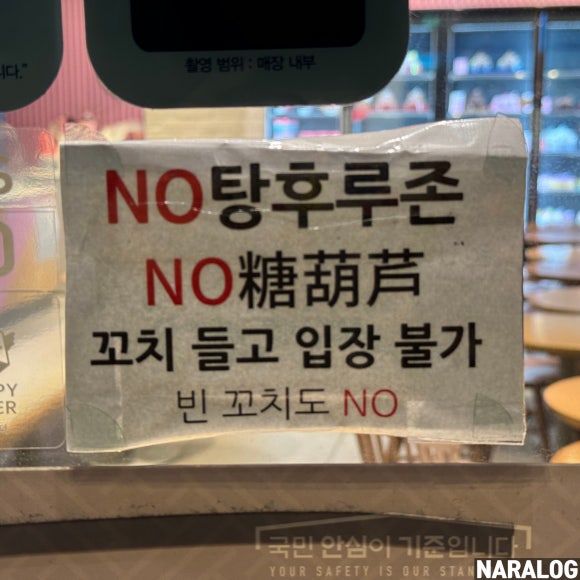 니다."
촬영 범위 : 매장 내부
NO탕후루존
NO糖葫芦
꼬치 들고 입장 불가
빈 꼬치도 NO
국민 안심이 기준입니다
YOUR SAFETY IS OUR STAN
NARALOG